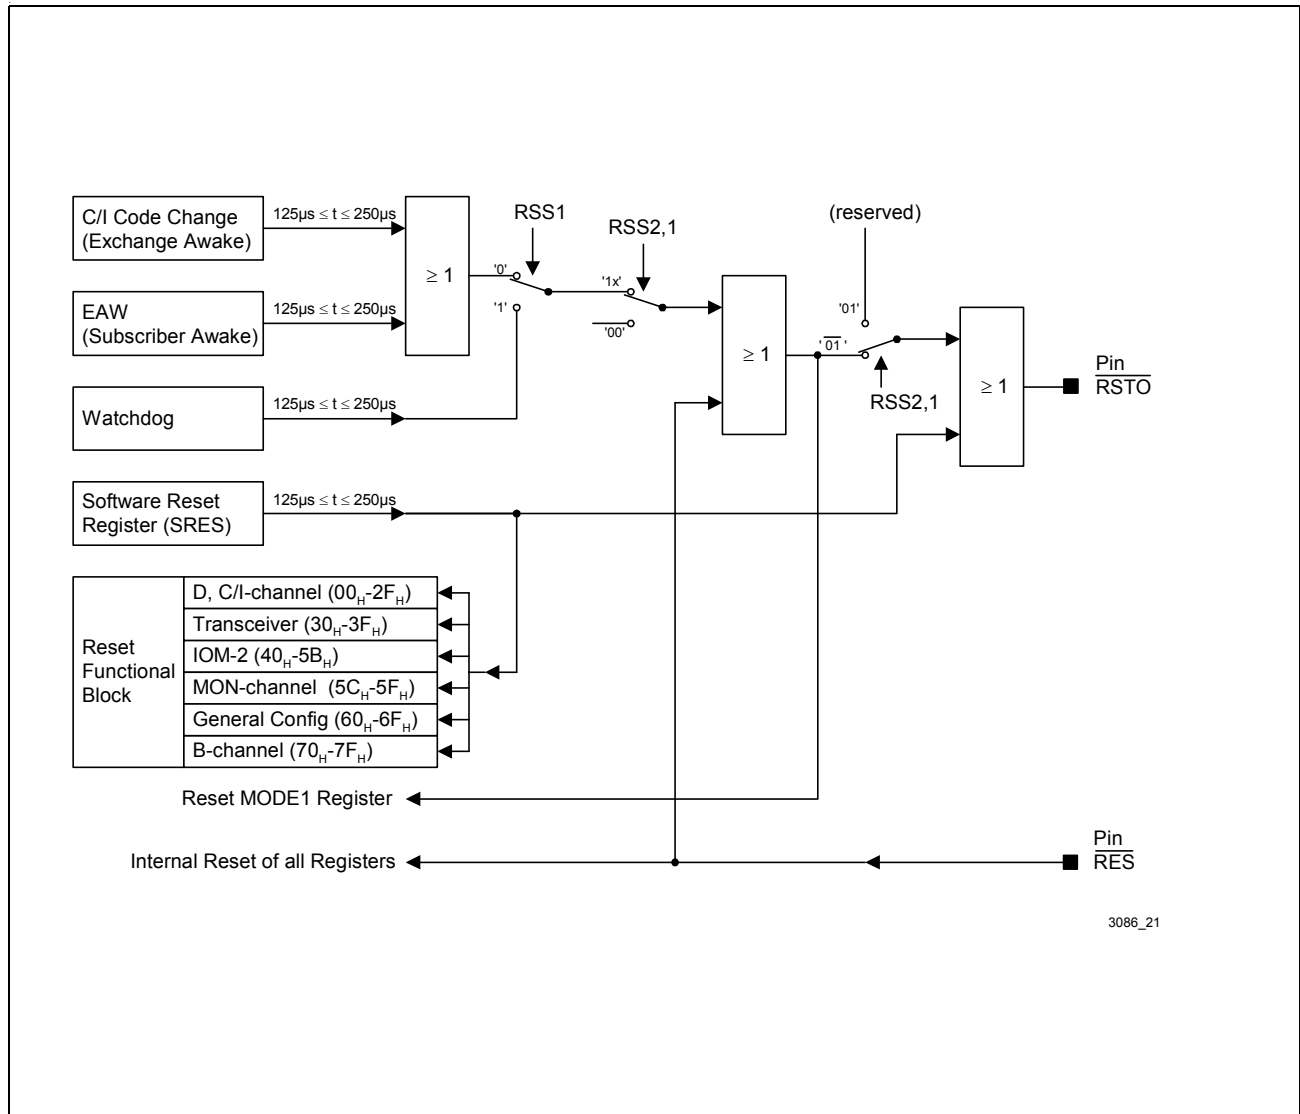 C/I Code Change
(Exchange Awake)
125µs ≤ t ≤ 250µs
EAW
(Subscriber Awake)
125µs ≤ t ≤ 250µs
Watchdog
125µs ≤ t ≤ 250µs
Software Reset
Register (SRES)
125µs ≤ t ≤ 250µs
≥ 1
RSS1
'0'
'1'
RSS2,1
'1x'
'00'
≥ 1
(reserved)
'01'
'0̅1̅'
RSS2,1
≥ 1
Pin
R̅S̅T̅O̅
Reset
Functional
Block
D, C/I-channel (00H-2FH)
Transceiver (30H-3FH)
IOM-2 (40H-5BH)
MON-channel (5CH-5FH)
General Config (60H-6FH)
B-channel (70H-7FH)
Reset MODE1 Register
Internal Reset of all Registers
Pin
R̅E̅S̅
3086_21